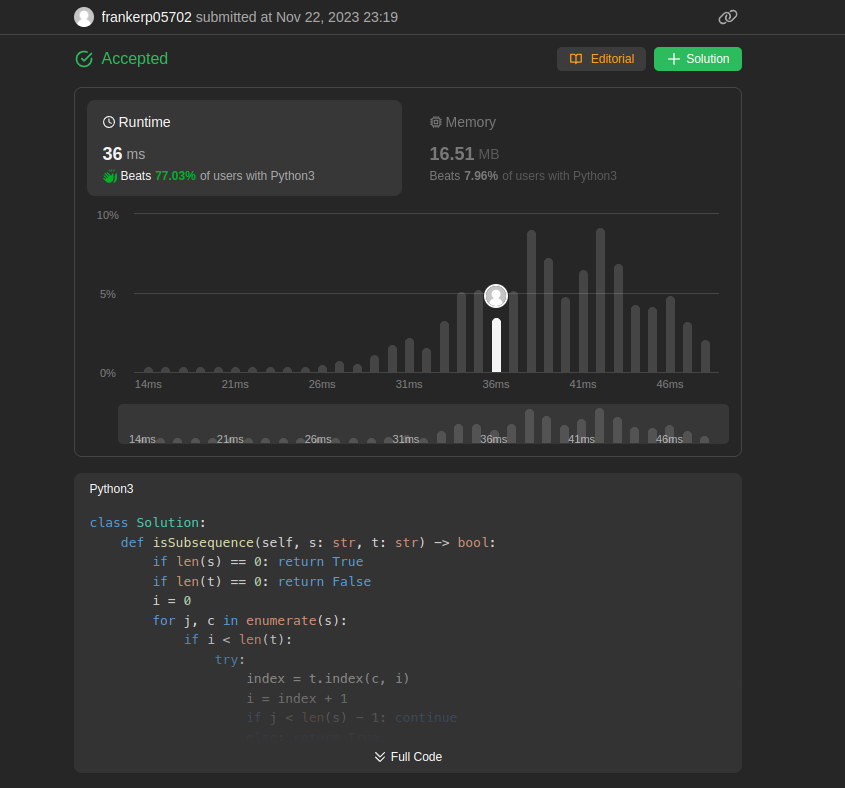 frankerp05702 submitted at Nov 22, 2023 23:19
Accepted
Editorial
Solution
Runtime
36 ms
Beats 77.03% of users with Python3
Memory
16.51 MB
Beats 7.96% of users with Python3
10%
5%
0%
14ms 21ms 26ms 31ms 36ms 41ms 46ms
14ms 21ms 26ms 31ms 36ms 41ms 46ms
Python3
class Solution:
    def isSubsequence(self, s: str, t: str) -> bool:
        if len(s) == 0: return True
        if len(t) == 0: return False
        i = 0
        for j, c in enumerate(s):
            if i < len(t):
                try:
                    index = t.index(c, i)
                    i = index + 1
                    if j < len(s) - 1: continue
Full Code